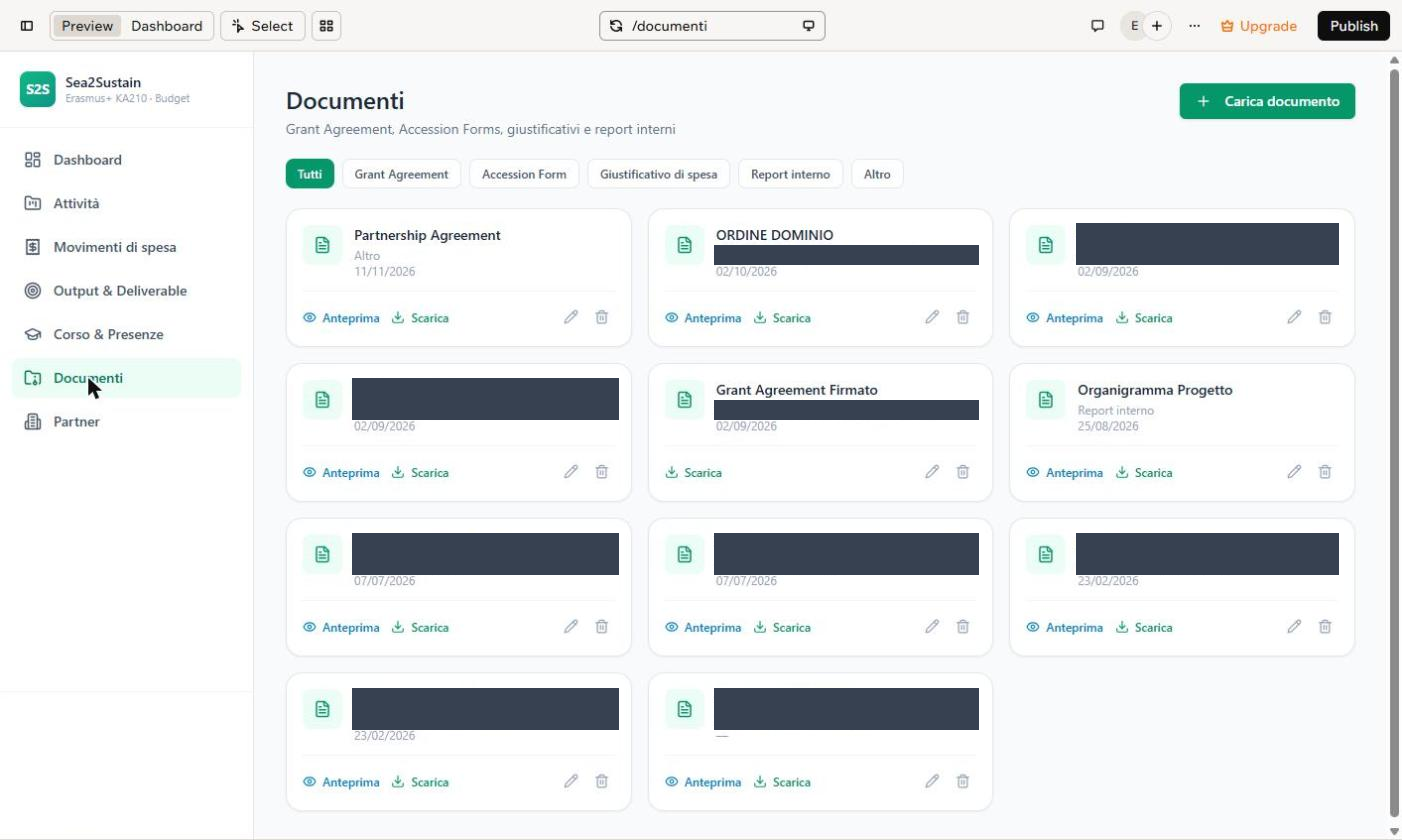 Preview
Dashboard
Select
/documenti
E
Upgrade
Publish
S2S
Sea2Sustain
Erasmus+ KA210 · Budget
Dashboard
Attività
Movimenti di spesa
Output & Deliverable
Corso & Presenze
Documenti
Partner
Documenti
Grant Agreement, Accession Forms, giustificativi e report interni
Carica documento
Tutti
Grant Agreement
Accession Form
Giustificativo di spesa
Report interno
Altro
Partnership Agreement
Altro
11/11/2026
Anteprima
Scarica
ORDINE DOMINIO
02/10/2026
Anteprima
Scarica
02/09/2026
Anteprima
Scarica
02/09/2026
Anteprima
Scarica
Grant Agreement Firmato
02/09/2026
Scarica
Organigramma Progetto
Report interno
25/08/2026
Anteprima
Scarica
07/07/2026
Anteprima
Scarica
07/07/2026
Anteprima
Scarica
23/02/2026
Anteprima
Scarica
23/02/2026
Anteprima
Scarica
—
Anteprima
Scarica